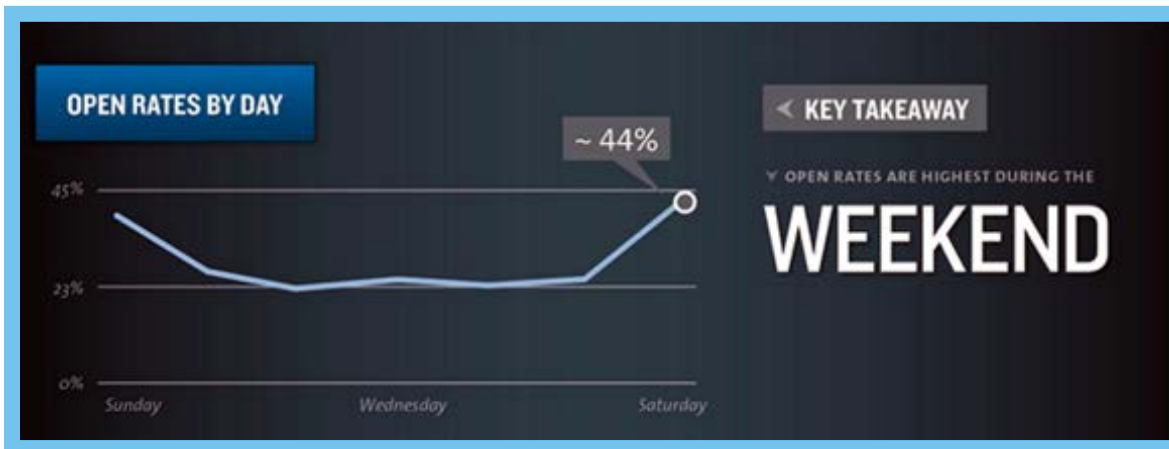 OPEN RATES BY DAY
~ 44%
45%
23%
0%
Sunday Wednesday Saturday
KEY TAKEAWAY
OPEN RATES ARE HIGHEST DURING THE
WEEKEND